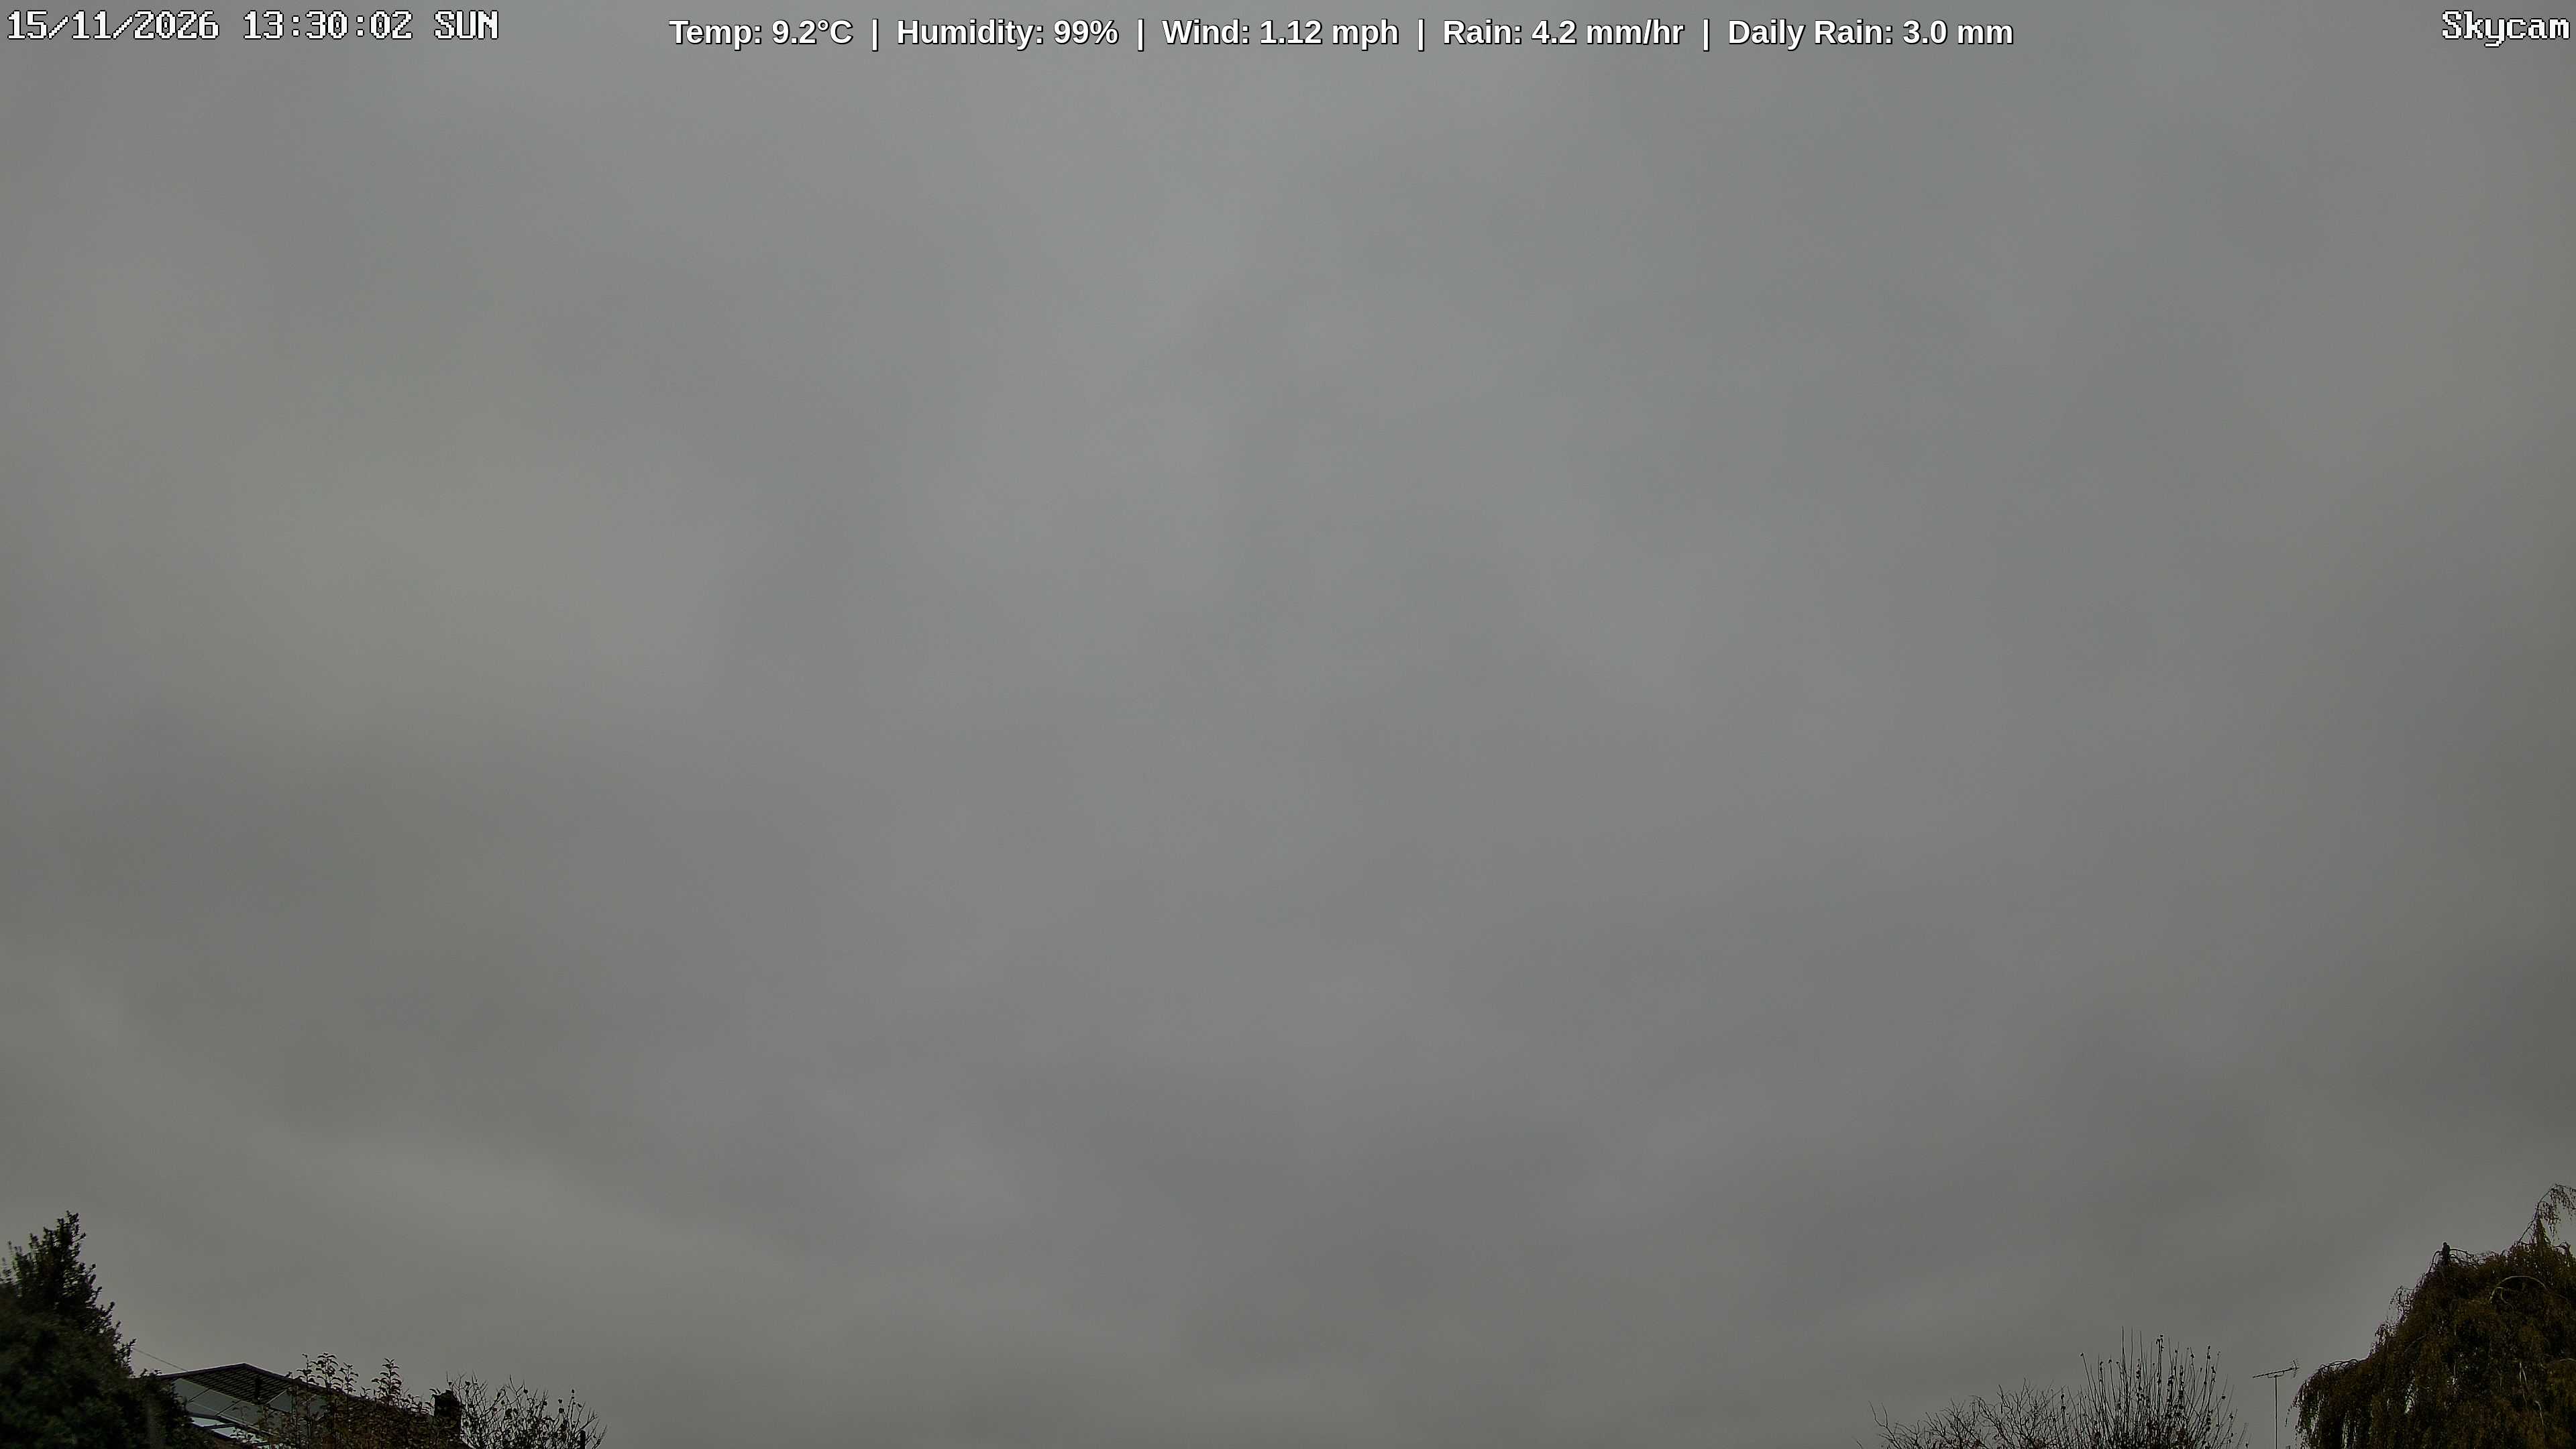 15/11/2026 13:30:02 SUN
Temp: 9.2°C | Humidity: 99% | Wind: 1.12 mph | Rain: 4.2 mm/hr | Daily Rain: 3.0 mm
Skycam